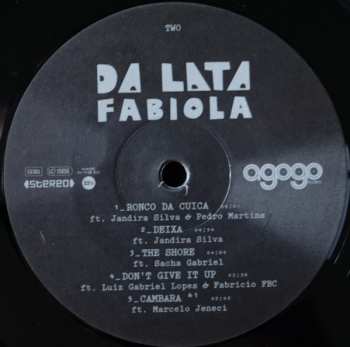 TWO
DA LATA
FABIOLA
STEREO
agogo
1_RONCO DA CUICA
ft. Jandira Silva & Pedro Martins
2_DEIXA
ft. Jandira Silva
3_THE SHORE
ft. Sacha Gabriel
4_DON'T GIVE IT UP
ft. Luiz Gabriel Lopes & Fabricio FBC
5_CAMBARA
ft. Marcelo Jeneci